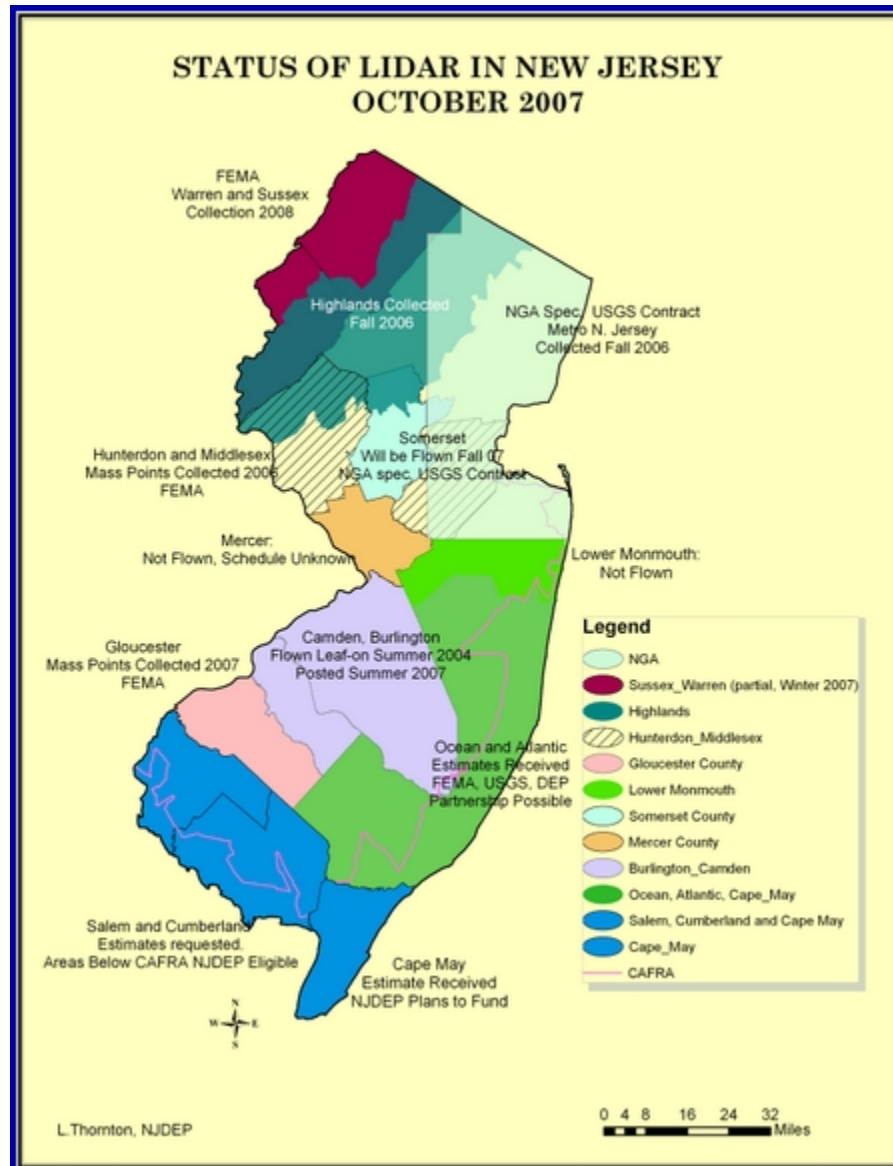 STATUS OF LIDAR IN NEW JERSEY
OCTOBER 2007
FEMA
Warren and Sussex
Collection 2008
Highlands Collected
Fall 2006
NGA Spec, USGS Contract
Metro N. Jersey
Collected Fall 2006
Somerset
Will be Flown Fall 07
NGA spec, USGS Contract
Hunterdon and Middlesex
Mass Points Collected 2006
FEMA
Mercer:
Not Flown, Schedule Unknown
Lower Monmouth:
Not Flown
Gloucester
Mass Points Collected 2007
FEMA
Camden, Burlington
Flown Leaf-on Summer 2004
Posted Summer 2007
Ocean and Atlantic
Estimates Received
FEMA, USGS, DEP
Partnership Possible
Legend
NGA
Sussex_Warren (partial, Winter 2007)
Highlands
Hunterdon_Middlesex
Gloucester County
Lower Monmouth
Somerset County
Mercer County
Burlington_Camden
Ocean, Atlantic, Cape_May
Salem, Cumberland and Cape May
Cape_May
CAFRA
Salem and Cumberland
Estimates requested.
Areas Below CAFRA NJDEP Eligible
Cape May
Estimate Received
NJDEP Plans to Fund
N
W E
S
L.Thornton, NJDEP
0 4 8 16 24 32
Miles